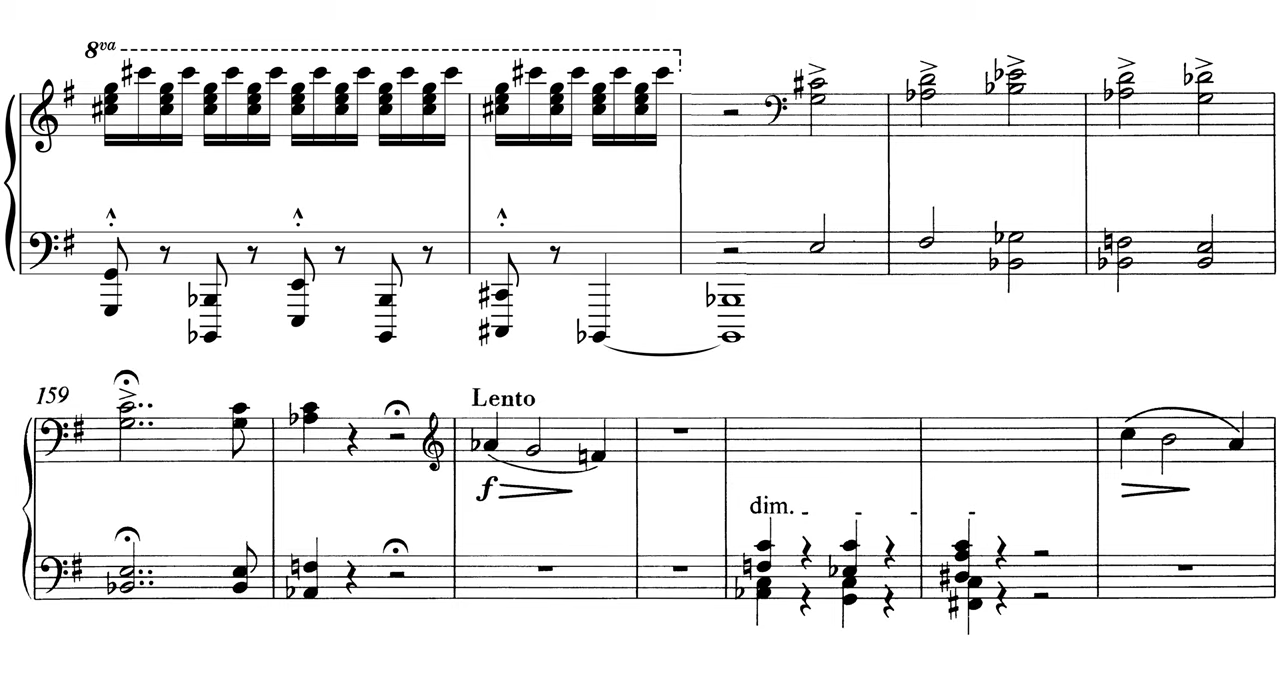 8va
159
Lento
f
dim. - - - -